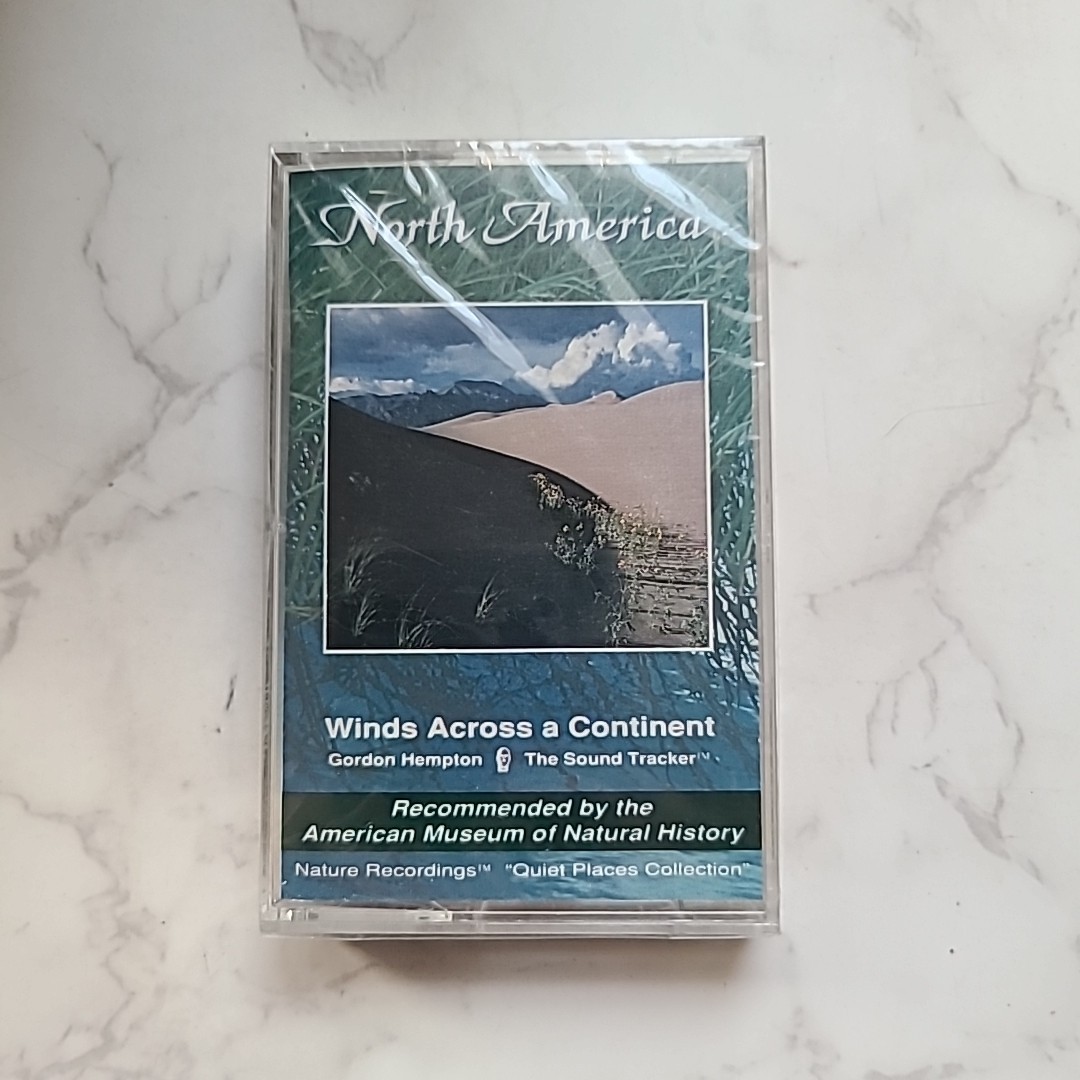 North America
Winds Across a Continent
Gordon Hempton The Sound Tracker™
Recommended by the
American Museum of Natural History
Nature Recordings™ "Quiet Places Collection"